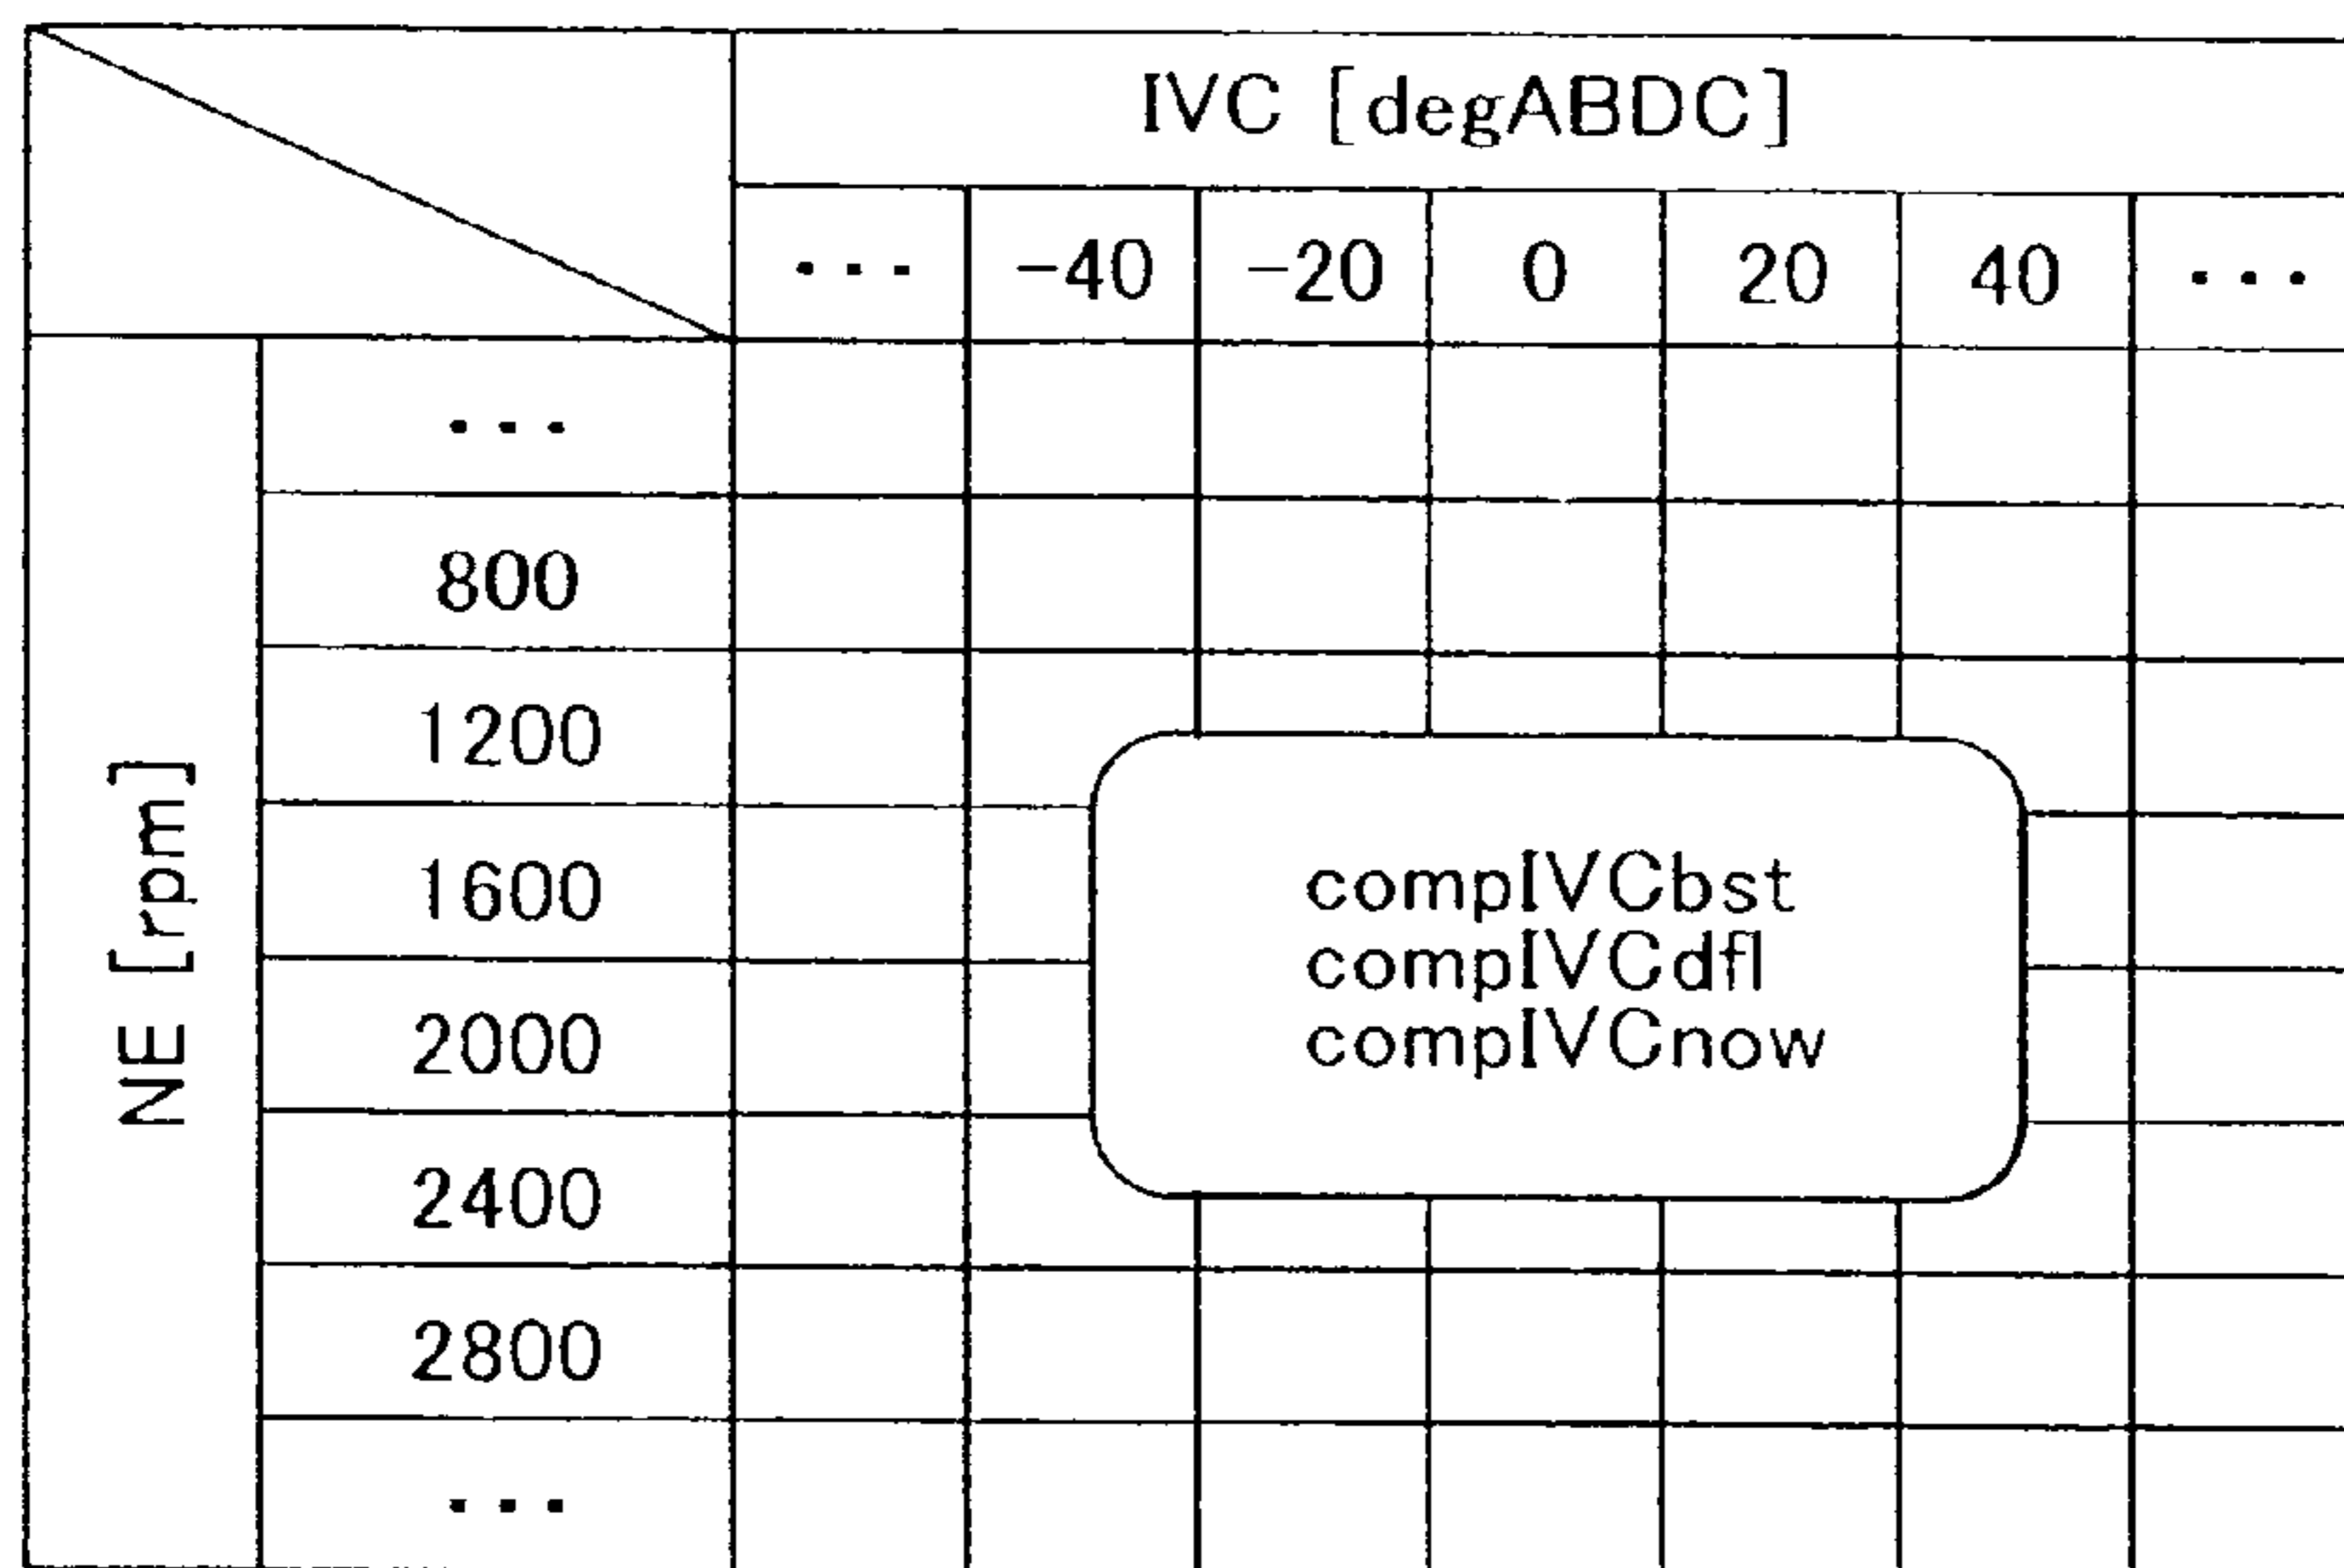 IVC [degABDC]
… -40 -20 0 20 40 …
NE [rpm]
…
800
1200
1600
2000
2400
2800
…
compIVCbst
compIVCdfl
compIVCnow